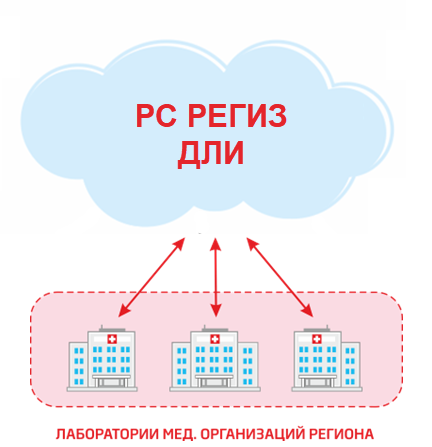 РС РЕГИЗ
ДЛИ
ЛАБОРАТОРИИ МЕД. ОРГАНИЗАЦИЙ РЕГИОНА